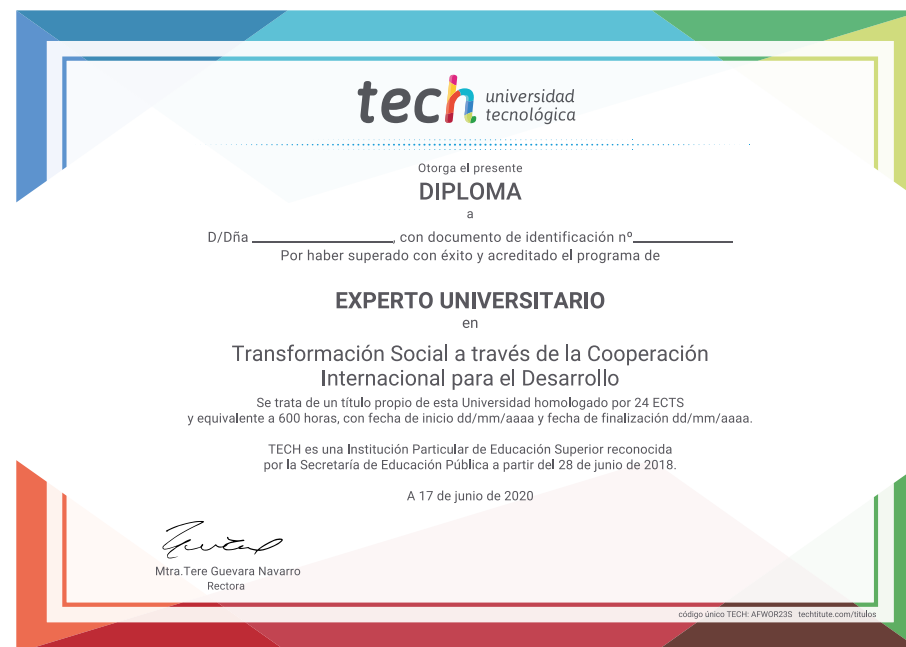 tech universidad
tecnológica
Otorga el presente
DIPLOMA
a
D/Dña ____________________, con documento de identificación nº______________
Por haber superado con éxito y acreditado el programa de
EXPERTO UNIVERSITARIO
en
Transformación Social a través de la Cooperación
Internacional para el Desarrollo
Se trata de un título propio de esta Universidad homologado por 24 ECTS
y equivalente a 600 horas, con fecha de inicio dd/mm/aaaa y fecha de finalización dd/mm/aaaa.
TECH es una Institución Particular de Educación Superior reconocida
por la Secretaría de Educación Pública a partir del 28 de junio de 2018.
A 17 de junio de 2020
Mtra.Tere Guevara Navarro
Rectora
código único TECH: AFWOR23S techtitute.com/titulos